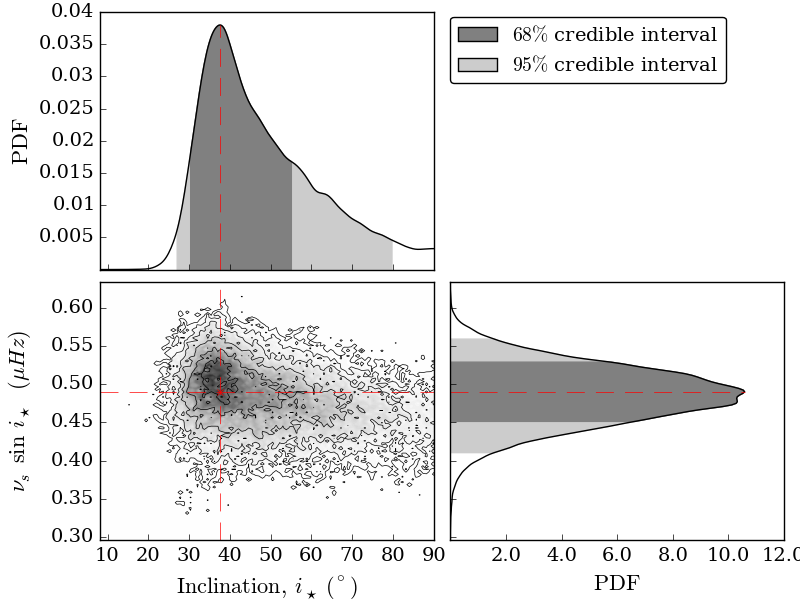 0.04
0.035
0.03
0.025
0.02
0.015
0.01
0.005
PDF
68% credible interval
95% credible interval
0.60
0.55
0.50
0.45
0.40
0.35
0.30
ν_s sin i_⋆ (μHz)
10 20 30 40 50 60 70 80 90
Inclination, i_⋆ (°)
2.0 4.0 6.0 8.0 10.0 12.0
PDF